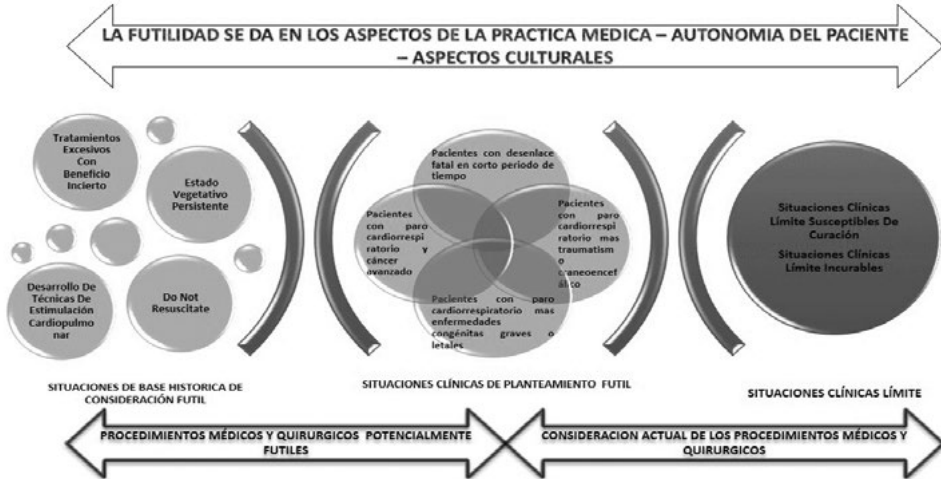 LA FUTILIDAD SE DA EN LOS ASPECTOS DE LA PRACTICA MEDICA – AUTONOMIA DEL PACIENTE
– ASPECTOS CULTURALES
Tratamientos
Excesivos
Con
Beneficio
Incierto
Estado
Vegetativo
Persistente
Desarrollo De
Técnicas De
Estimulación
Cardiopulmo
nar
Do Not
Resuscitate
Pacientes con desenlace
fatal en corto periodo de
tiempo
Pacientes
con paro
cardiorrespi
ratorio y
cáncer
avanzado
Pacientes
con paro
cardiorrespi
ratorio mas
traumatism
o
craneoencef
álico
Pacientes con paro
cardiorrespiratorio mas
enfermedades
congénitas graves o
letales
Situaciones Clínicas
Límite Susceptibles De
Curación
Situaciones Clínicas
Límite Incurables
SITUACIONES DE BASE HISTORICA DE
CONSIDERACIÓN FUTIL
SITUACIONES CLÍNICAS DE PLANTEAMIENTO FUTIL
SITUACIONES CLÍNICAS LÍMITE
PROCEDIMIENTOS MÉDICOS Y QUIRURGICOS POTENCIALMENTE
FUTILES
CONSIDERACION ACTUAL DE LOS PROCEDIMIENTOS MÉDICOS Y
QUIRURGICOS